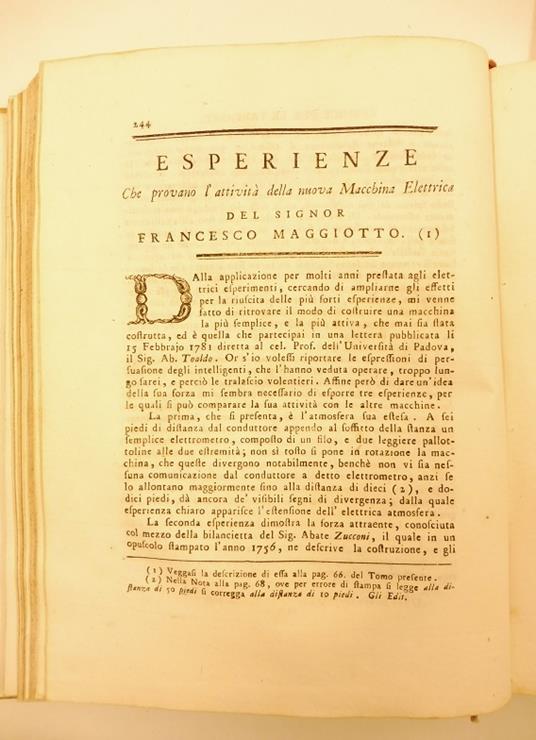 244
ESPERIENZE
Che provano l'attività della nuova Macchina Elettrica
DEL SIGNOR
FRANCESCO MAGGIOTTO. (1)
DAlla applicazione per molti anni preſtata agli elet-
trici eſperimenti, cercando di ampliarne gli effetti
per la riuſcita delle più forti eſperienze, mi venne
fatto di ritrovare il modo di coſtruire una macchina
la più ſemplice, e la più attiva, che mai ſia ſtata
coſtrutta, ed è quella che partecipai in una lettera pubblicata li
15 Febbrajo 1781 diretta al cel. Prof. dell'Univerſità di Padova,
il Sig. Ab. Toaldo. Or s'io voleſſi riportare le eſpreſſioni di per-
ſuaſione degli intelligenti, che l'hanno veduta operare, troppo lun-
go ſarei, e perciò le tralaſcio volentieri. Affine però di dare un'idea
della ſua forza mi ſembra neceſſario di eſporre tre eſperienze, per
le quali ſi può comparare la ſua attività con le altre macchine.
La prima, che ſi preſenta, è l'atmosfera ſua eſteſa. A ſei
piedi di diſtanza dal conduttore appendo al ſoffitto della ſtanza un
ſemplice elettrometro, compoſto di un filo, e due leggiere pallot-
toline alle due eſtremità; non sì toſto ſi pone in rotazione la mac-
china, che queſte divergono notabilmente, benchè non vi ſia neſ-
ſuna comunicazione dal conduttore a detto elettrometro, anzi ſe
lo allontano maggiormente ſino alla diſtanza di dieci (2), e do-
dici piedi, dà ancora de' viſibili ſegni di divergenza; dalla quale
eſperienza chiaro appariſce l'eſtenſione dell' elettrica atmosfera.
La ſeconda eſperienza dimoſtra la forza attraente, conoſciuta
col mezzo della bilancietta del Sig. Abate Zucconi, il quale in un
opuſcolo ſtampato l'anno 1756, ne deſcrive la coſtruzione, e gli
(1) Veggaſi la deſcrizione di eſſa alla pag. 66. del Tomo preſente.
(2) Nella Nota alla pag. 68, ove per errore di ſtampa ſi legge alla di-
ſtanza di 50 piedi ſi corregga alla diſtanza di 10 piedi. Gli Edit.